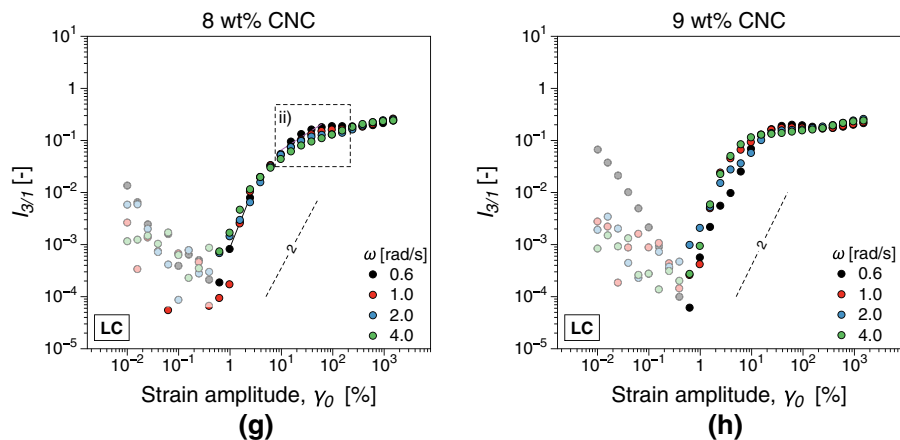 8 wt% CNC
I3/1 [-]
10
1
10⁻¹
10⁻²
10⁻³
10⁻⁴
10⁻⁵
ii)
2
ω [rad/s]
0.6
1.0
2.0
4.0
LC
10⁻² 10⁻¹ 1 10¹ 10² 10³
Strain amplitude, γ0 [%]
(g)
9 wt% CNC
I3/1 [-]
10
1
10⁻¹
10⁻²
10⁻³
10⁻⁴
10⁻⁵
2
ω [rad/s]
0.6
1.0
2.0
4.0
LC
10⁻² 10⁻¹ 1 10¹ 10² 10³
Strain amplitude, γ0 [%]
(h)